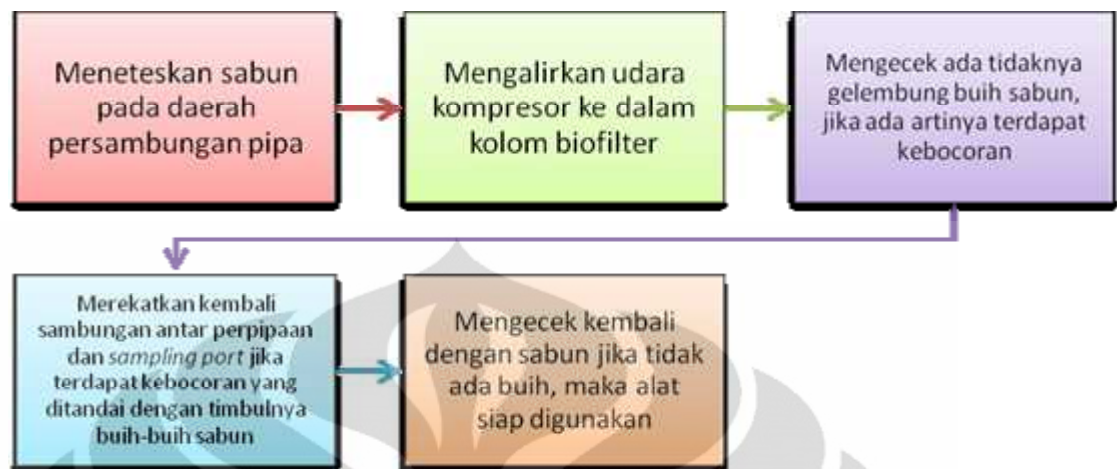 Meneteskan sabun
pada daerah
persambungan pipa
Mengalirkan udara
kompresor ke dalam
kolom biofilter
Mengecek ada tidaknya
gelembung buih sabun,
jika ada artinya terdapat
kebocoran
Merekatkan kembali
sambungan antar perpipaan
dan sampling port jika
terdapat kebocoran yang
ditandai dengan timbulnya
buih-buih sabun
Mengecek kembali
dengan sabun jika tidak
ada buih, maka alat
siap digunakan